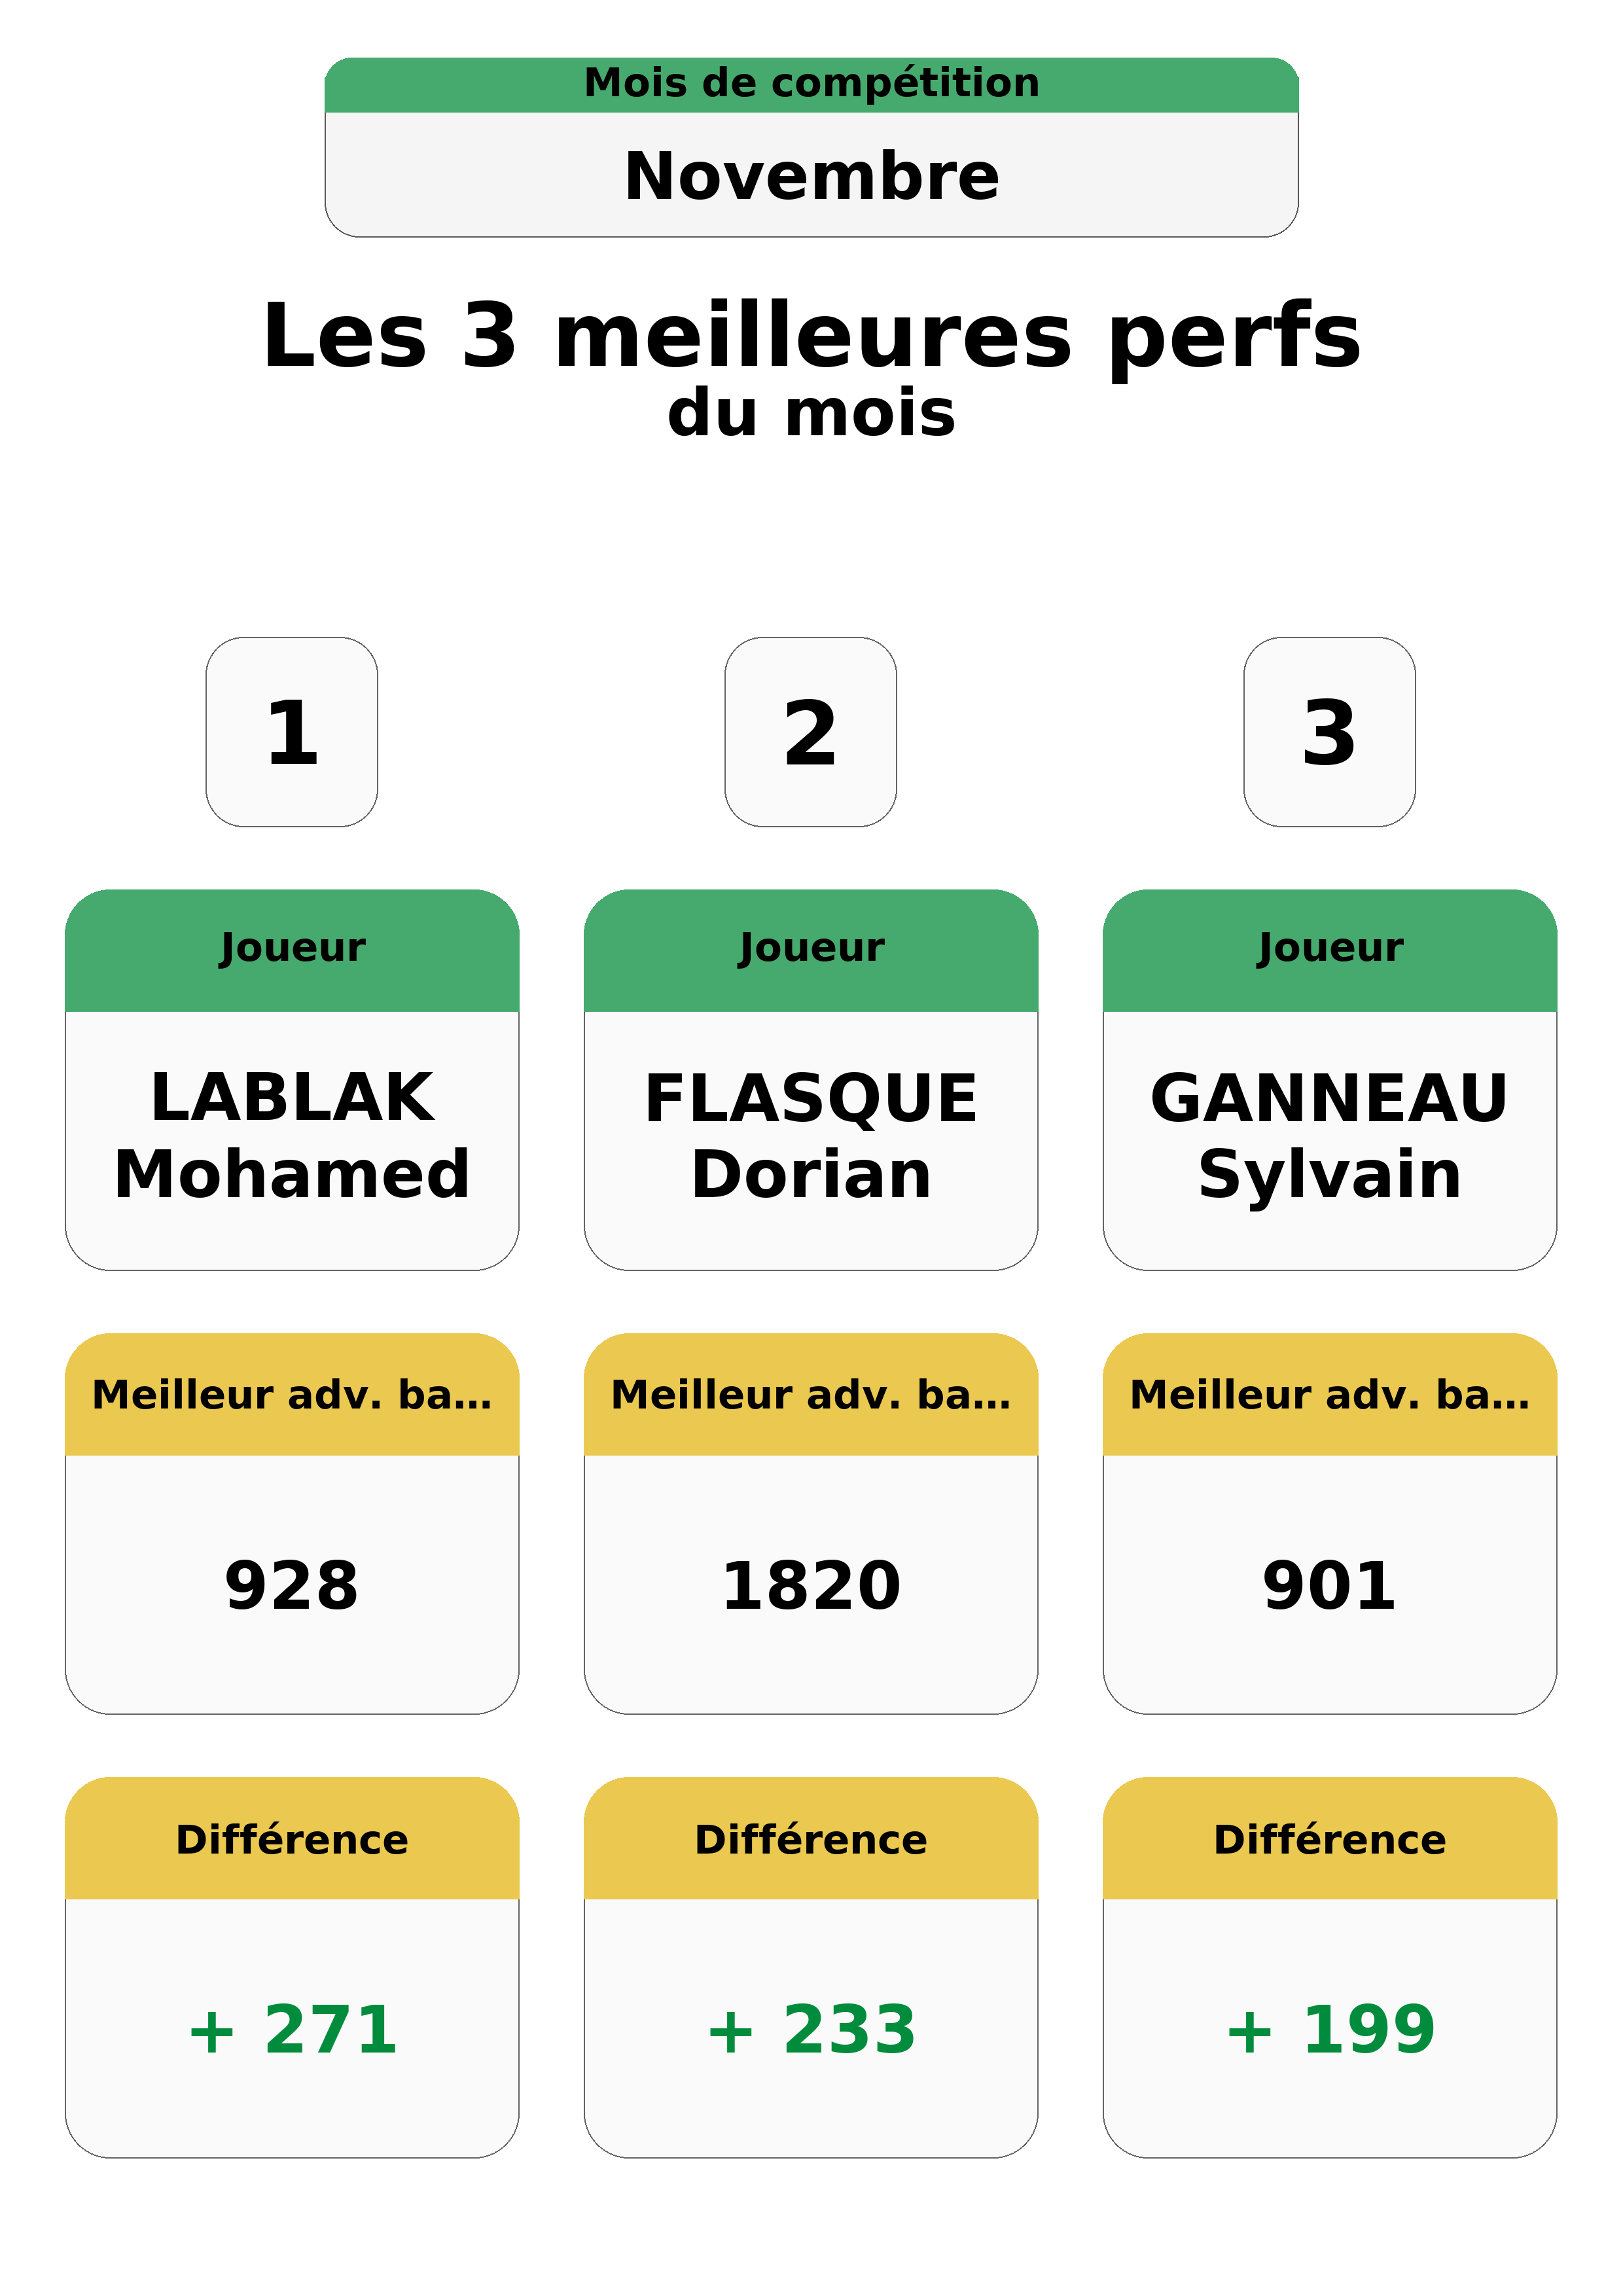 Mois de compétition
Novembre
Les 3 meilleures perfs
du mois
1
2
3
Joueur
Joueur
Joueur
LABLAK
Mohamed
FLASQUE
Dorian
GANNEAU
Sylvain
Meilleur adv. ba...
Meilleur adv. ba...
Meilleur adv. ba...
928
1820
901
Différence
Différence
Différence
+ 271
+ 233
+ 199